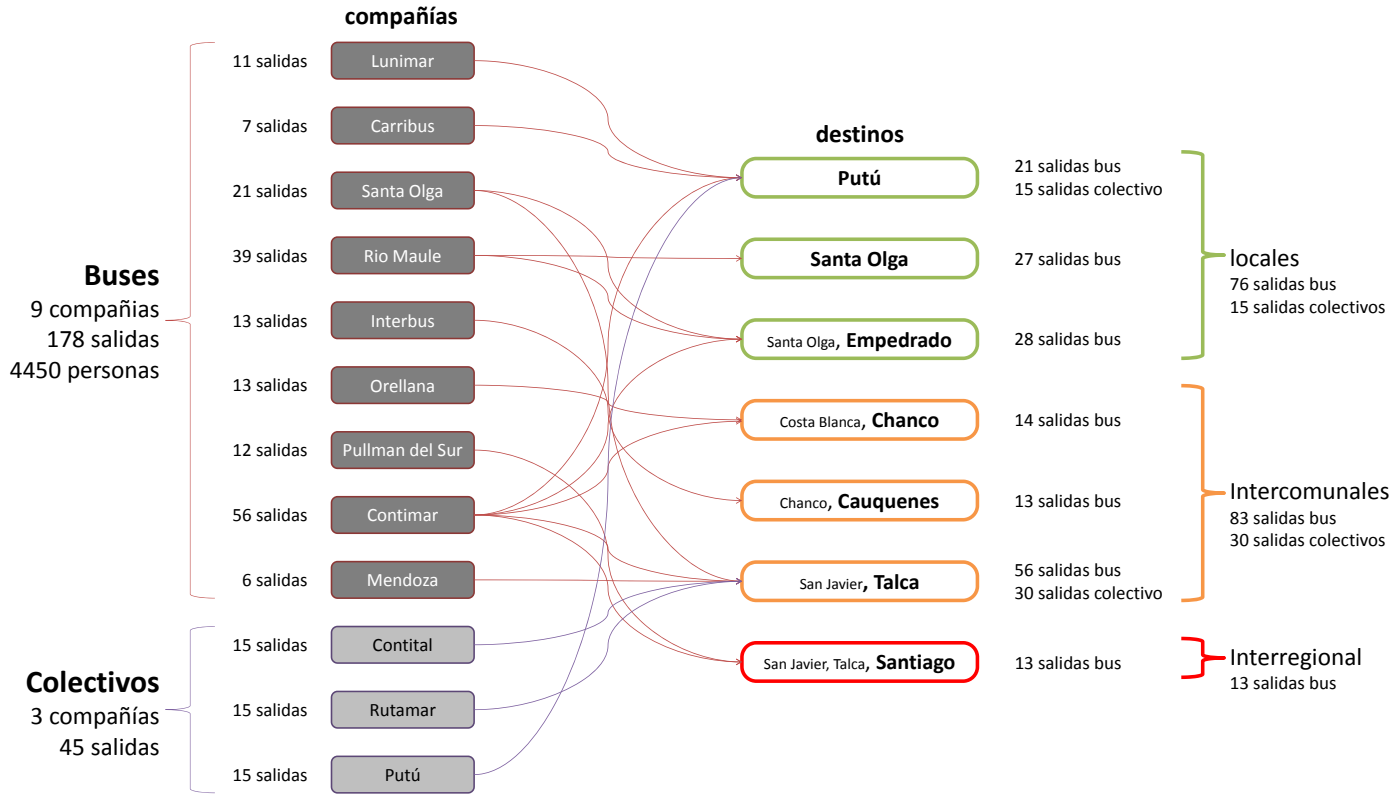 compañías
11 salidas
Lunimar
7 salidas
Carribus
21 salidas
Santa Olga
39 salidas
Rio Maule
13 salidas
Interbus
13 salidas
Orellana
12 salidas
Pullman del Sur
56 salidas
Contimar
6 salidas
Mendoza
15 salidas
Contital
15 salidas
Rutamar
15 salidas
Putú
Buses
9 compañias
178 salidas
4450 personas
Colectivos
3 compañías
45 salidas
destinos
Putú
21 salidas bus
15 salidas colectivo
Santa Olga
27 salidas bus
Santa Olga, Empedrado
28 salidas bus
Costa Blanca, Chanco
14 salidas bus
Chanco, Cauquenes
13 salidas bus
San Javier, Talca
56 salidas bus
30 salidas colectivo
San Javier, Talca, Santiago
13 salidas bus
locales
76 salidas bus
15 salidas colectivos
Intercomunales
83 salidas bus
30 salidas colectivos
Interregional
13 salidas bus